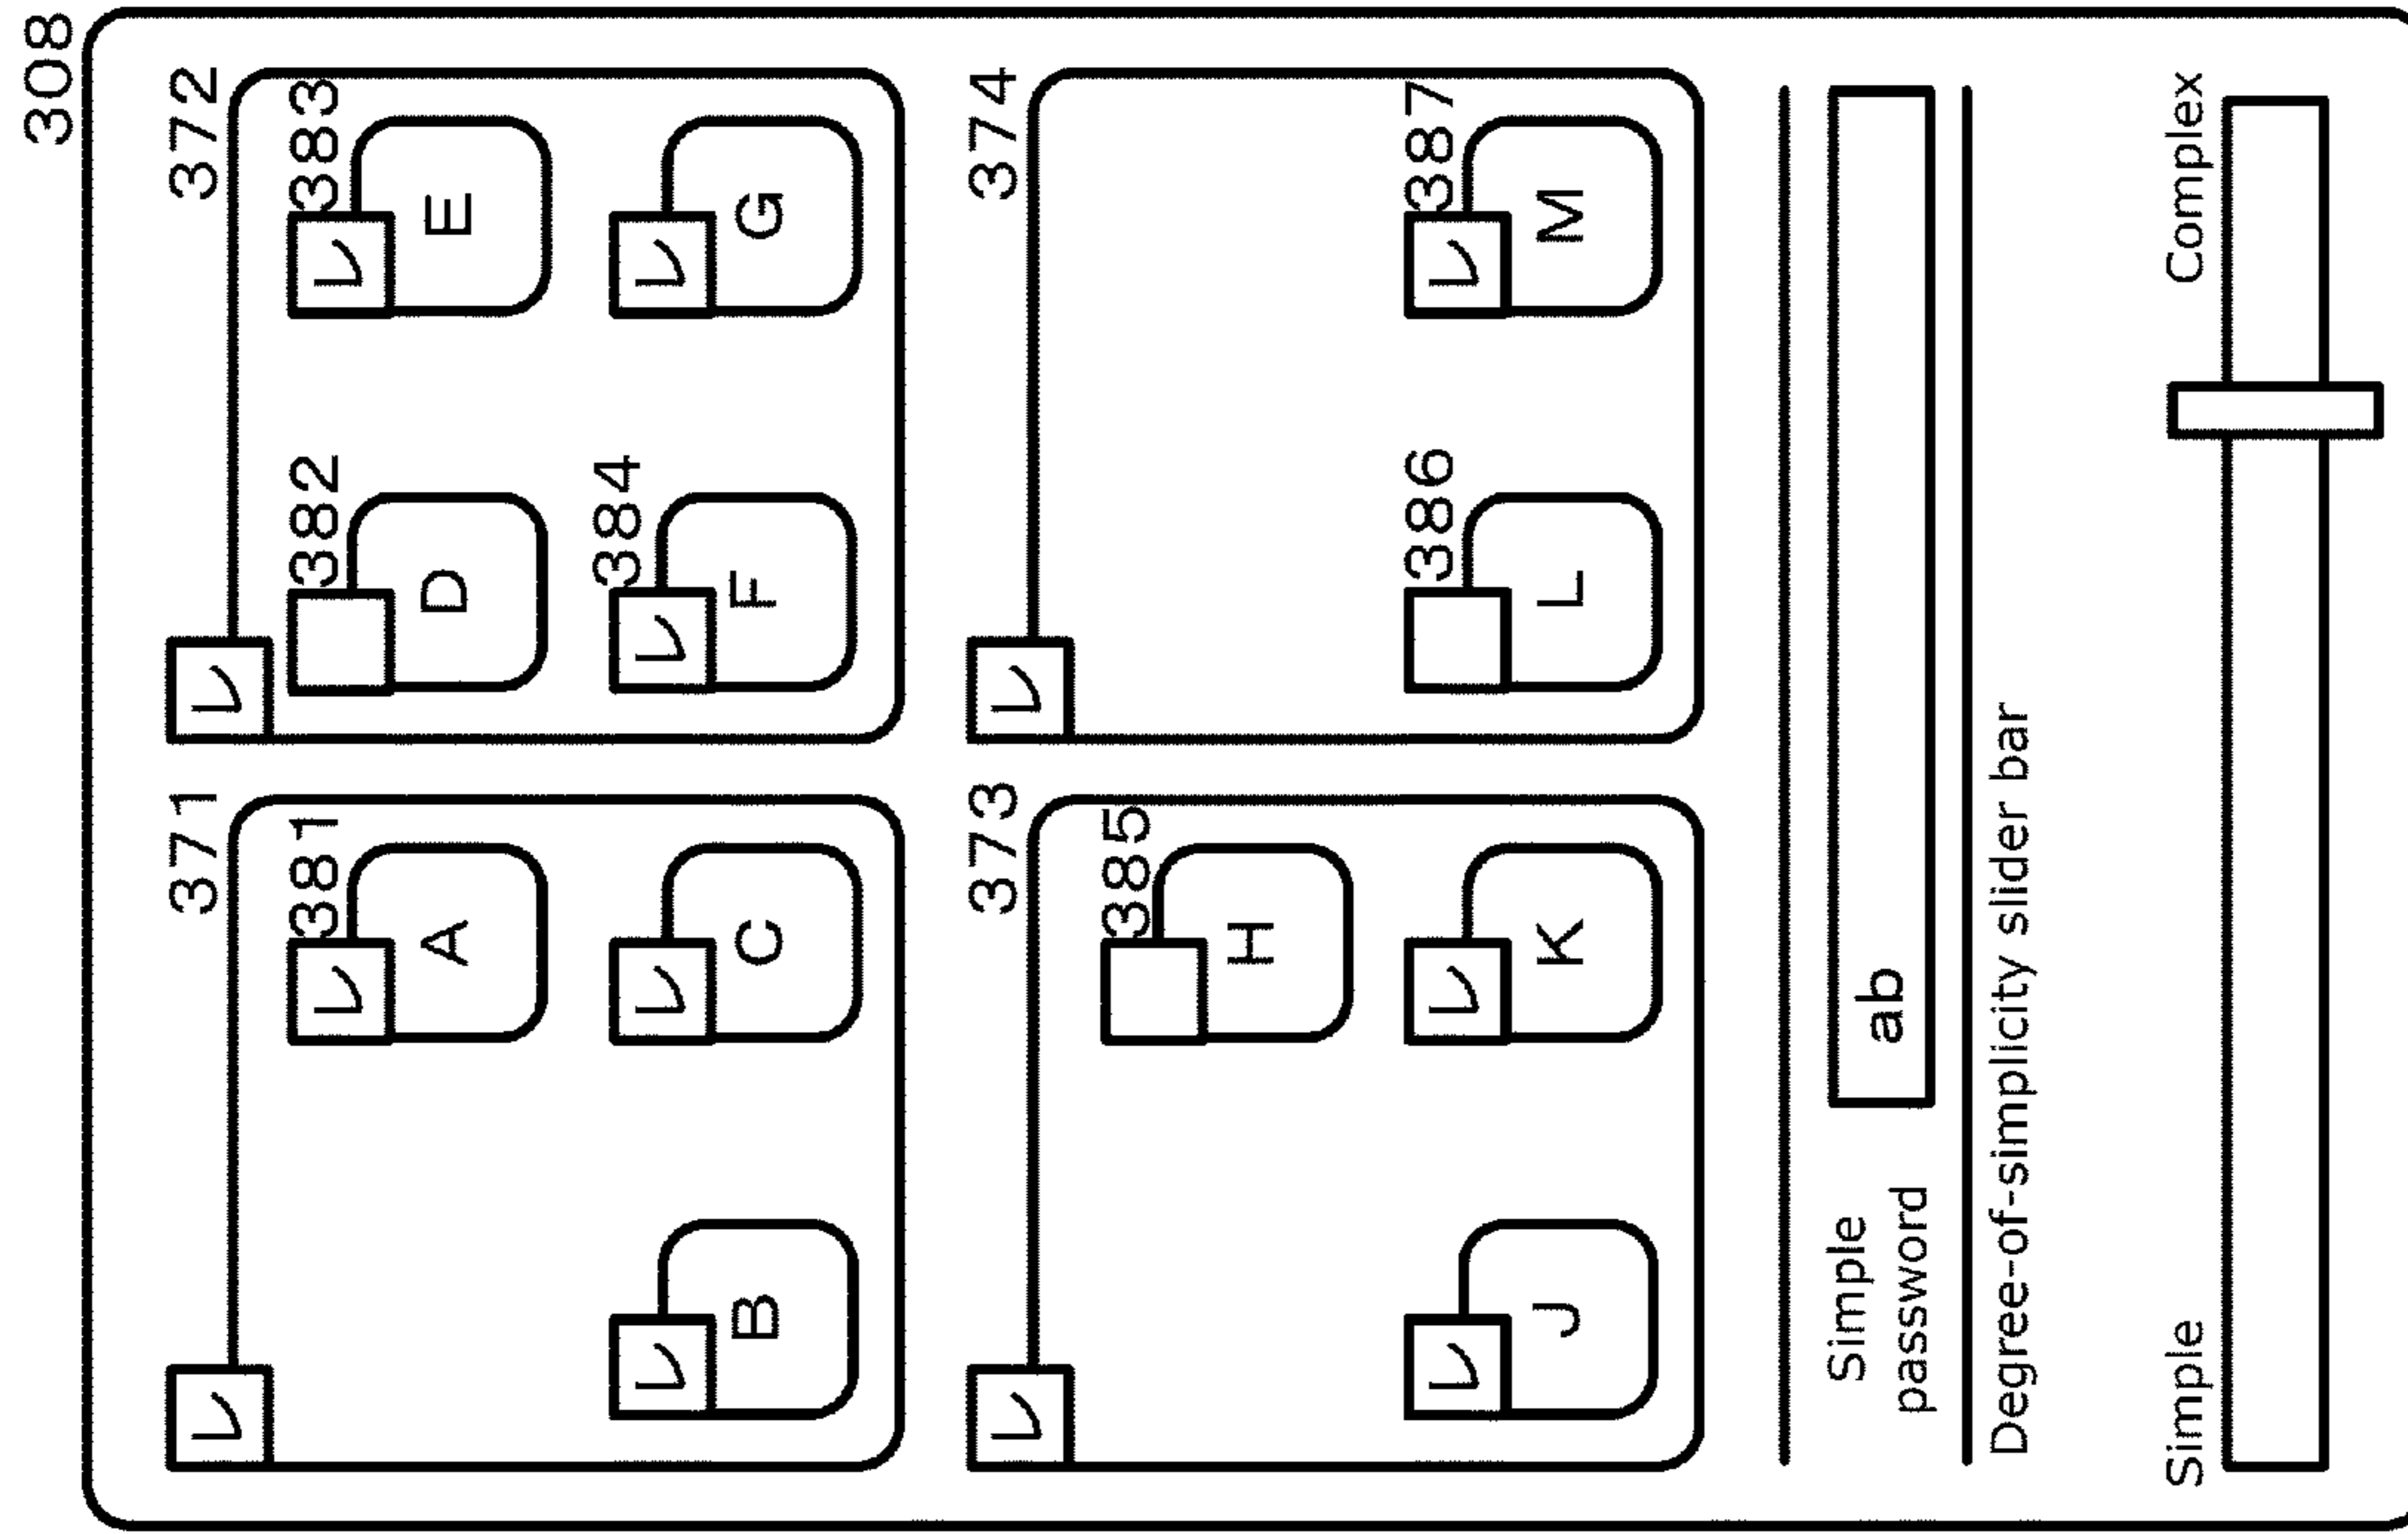 308
371 372
381 382 383
A D E
384
B C F G
373 374
385
H
386 387
J K L M
Simple
password ab
Degree-of-simplicity slider bar
Simple Complex